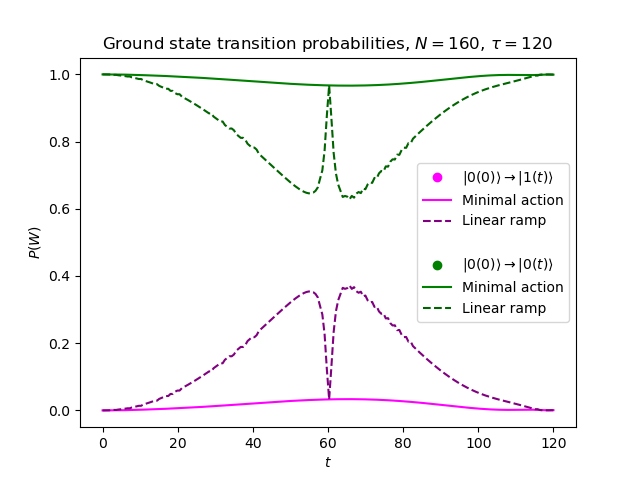 Ground state transition probabilities, N = 160, τ = 120
P(W)
1.0
0.8
0.6
0.4
0.2
0.0
|0(0)⟩ → |1(t)⟩
Minimal action
Linear ramp
|0(0)⟩ → |0(t)⟩
Minimal action
Linear ramp
0 20 40 60 80 100 120
t